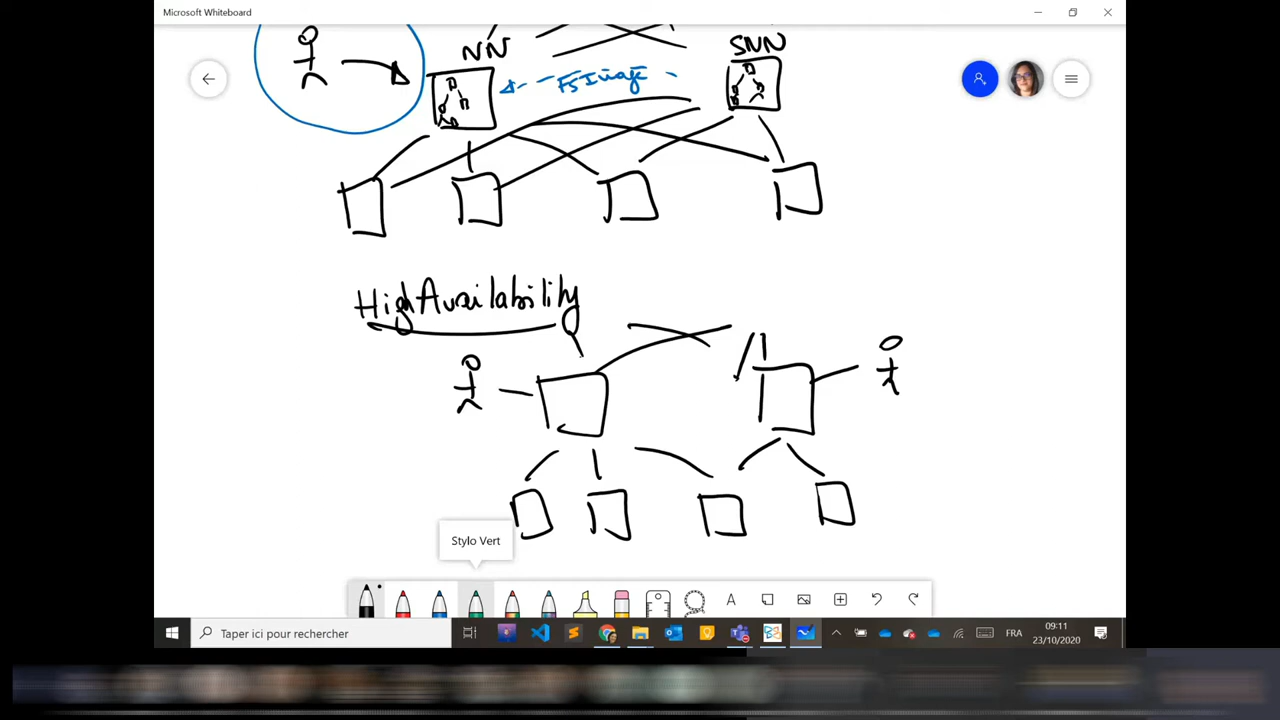 Microsoft Whiteboard
NN
SNN
FsImage
HighAvailability
Stylo Vert
A
Taper ici pour rechercher
FRA
09:11
23/10/2020